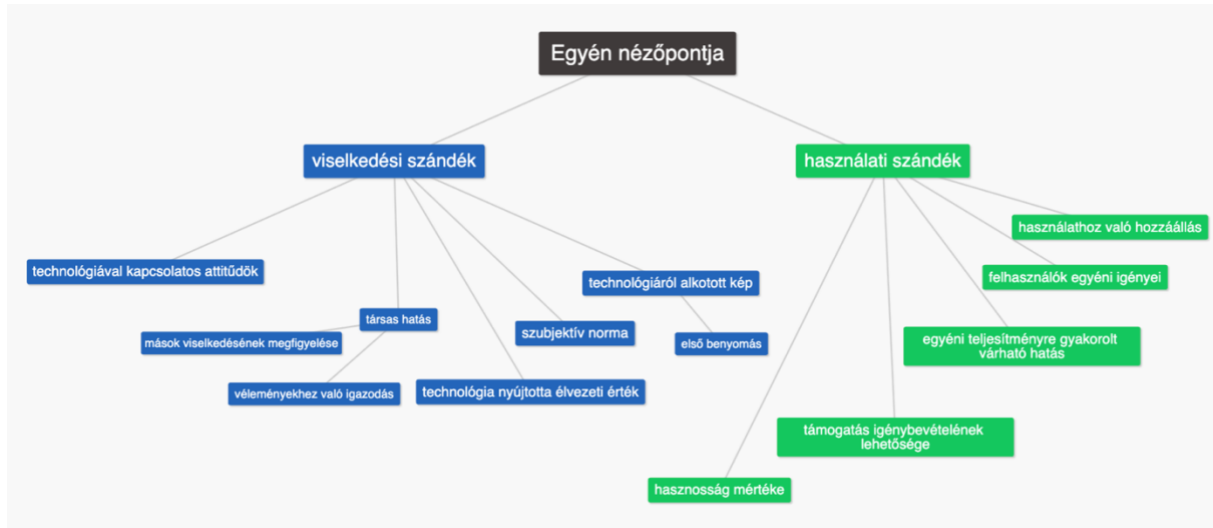 Egyén nézőpontja
viselkedési szándék
használati szándék
technológiával kapcsolatos attitűdök
társas hatás
mások viselkedésének megfigyelése
véleményekhez való igazodás
technológia nyújtotta élvezeti érték
szubjektív norma
technológiáról alkotott kép
első benyomás
használathoz való hozzáállás
felhasználók egyéni igényei
egyéni teljesítményre gyakorolt
várható hatás
támogatás igénybevételének
lehetősége
hasznosság mértéke